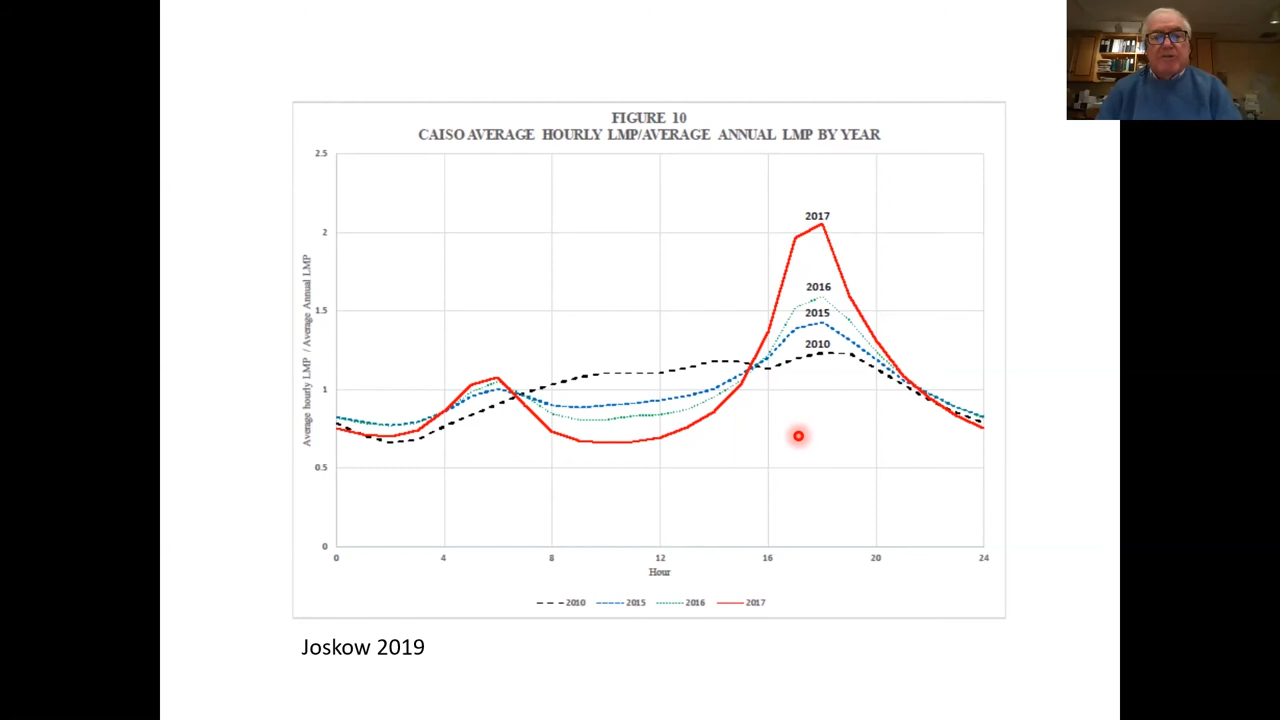 FIGURE 10
CAISO AVERAGE HOURLY LMP/AVERAGE ANNUAL LMP BY YEAR
2.5
2
1.5
1
0.5
0
Average hourly LMP / Average Annual LMP
2017
2016
2015
2010
0 4 8 12 16 20 24
Hour
2010 2015 2016 2017
Joskow 2019